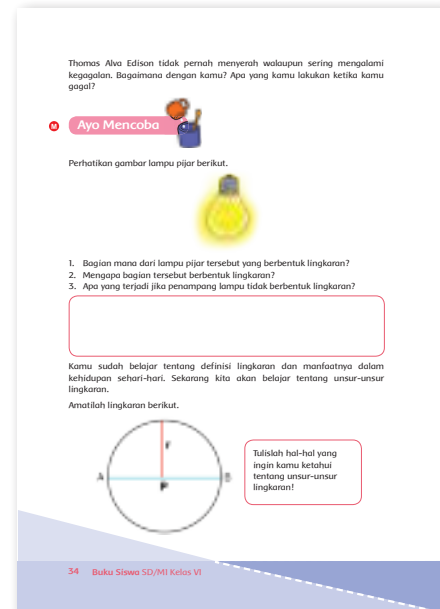 Thomas Alva Edison tidak pernah menyerah walaupun sering mengalami
kegagalan. Bagaimana dengan kamu? Apa yang kamu lakukan ketika kamu
gagal?
M Ayo Mencoba
Perhatikan gambar lampu pijar berikut.
1. Bagian mana dari lampu pijar tersebut yang berbentuk lingkaran?
2. Mengapa bagian tersebut berbentuk lingkaran?
3. Apa yang terjadi jika penampang lampu tidak berbentuk lingkaran?
Kamu sudah belajar tentang definisi lingkaran dan manfaatnya dalam
kehidupan sehari-hari. Sekarang kita akan belajar tentang unsur-unsur
lingkaran.
Amatilah lingkaran berikut.
r
A
P
B
Tulislah hal-hal yang
ingin kamu ketahui
tentang unsur-unsur
lingkaran!
34 Buku Siswa SD/MI Kelas VI